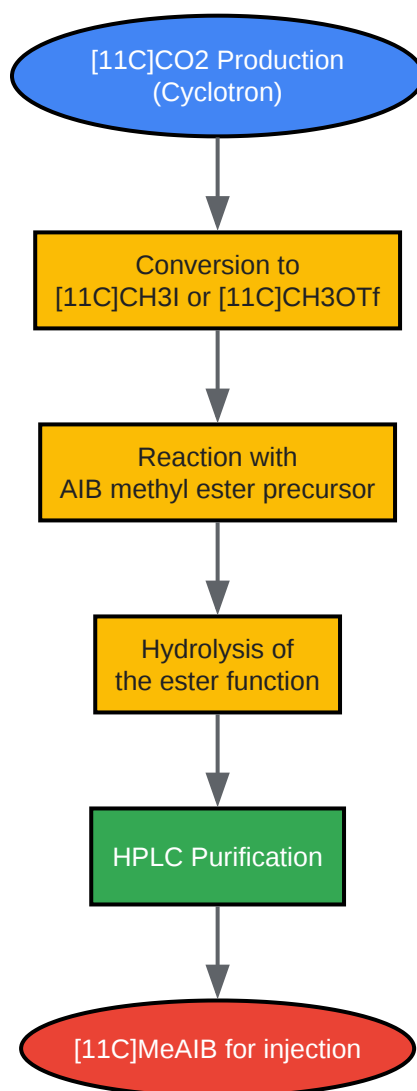 [11C]CO2 Production
(Cyclotron)
Conversion to
[11C]CH3I or [11C]CH3OTf
Reaction with
AIB methyl ester precursor
Hydrolysis of
the ester function
HPLC Purification
[11C]MeAIB for injection